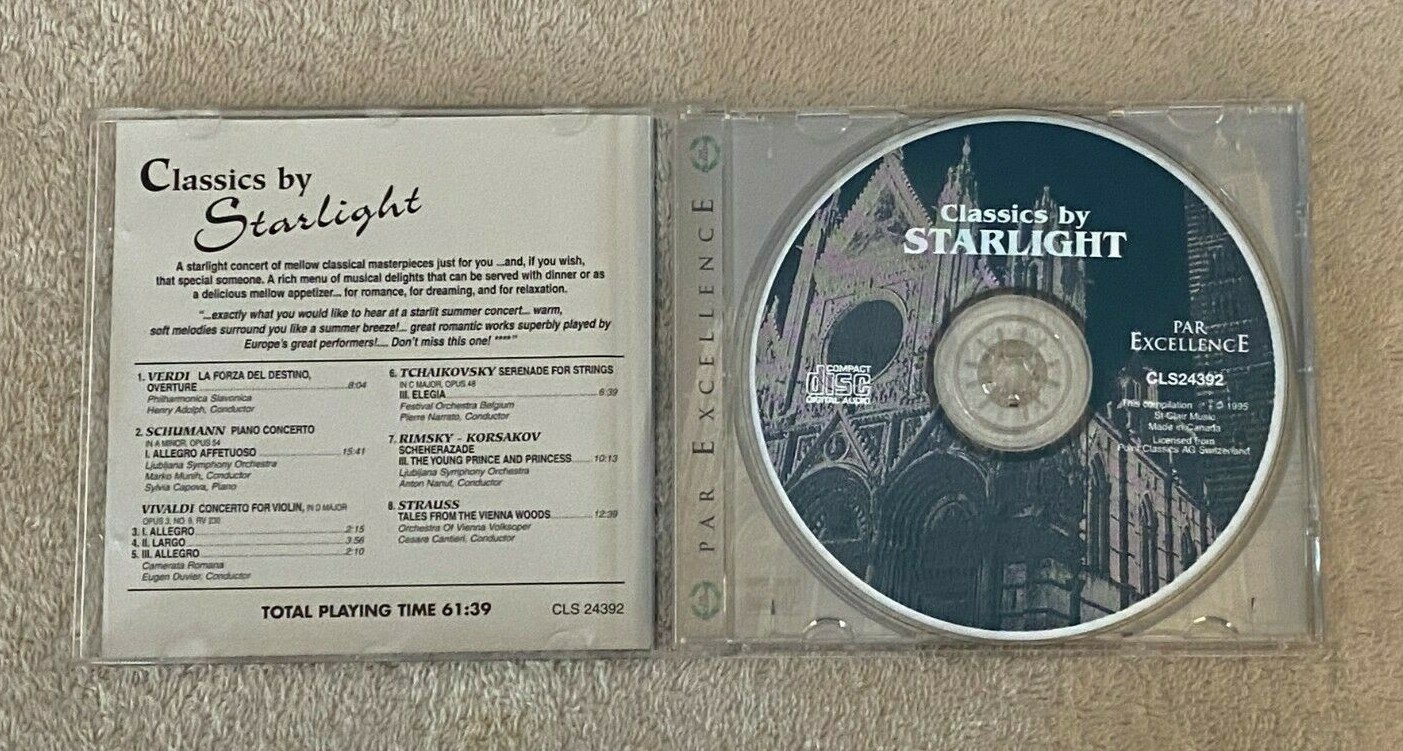 Classics by
Starlight
A starlight concert of mellow classical masterpieces just for you ...and, if you wish,
that special someone. A rich menu of musical delights that can be served with dinner or as
a delicious mellow appetizer... for romance, for dreaming, and for relaxation.
"...exactly what you would like to hear at a starlit summer concert... warm,
soft melodies surround you like a summer breeze!... great romantic works superbly played by
Europe's great performers!.... Don't miss this one! ****"
1. VERDI LA FORZA DEL DESTINO,
OVERTURE 8:04
Philharmonica Slavonica
Henry Adolph, Conductor
2. SCHUMANN PIANO CONCERTO
IN A MINOR, OPUS 54
I. ALLEGRO AFFETUOSO 15:41
Ljubljana Symphony Orchestra
Marko Munih, Conductor
Sylvia Capova, Piano
VIVALDI CONCERTO FOR VIOLIN, IN D MAJOR
OPUS 3, NO. 9, RV 230
3. I. ALLEGRO 2:15
4. II. LARGO 3:56
5. III. ALLEGRO 2:10
Camerata Romana
Eugen Duvier, Conductor
6. TCHAIKOVSKY SERENADE FOR STRINGS
IN C MAJOR, OPUS 48
III. ELEGIA 6:39
Festival Orchestra Belgium
Pierre Narrato, Conductor
7. RIMSKY - KORSAKOV
SCHEHERAZADE
III. THE YOUNG PRINCE AND PRINCESS 10:13
Ljubljana Symphony Orchestra
Anton Nanut, Conductor
8. STRAUSS
TALES FROM THE VIENNA WOODS 12:39
Orchestra Of Vienna Volksoper
Cesare Cantieri, Conductor
TOTAL PLAYING TIME 61:39 CLS 24392
PAR EXCELLENCE
Classics by
STARLIGHT
PAR
EXCELLENCE
CLS24392
COMPACT
disc
DIGITAL AUDIO
This compilation 1995
St-Clair Music
Made in Canada
Licensed from
Point Classics AG Switzerland